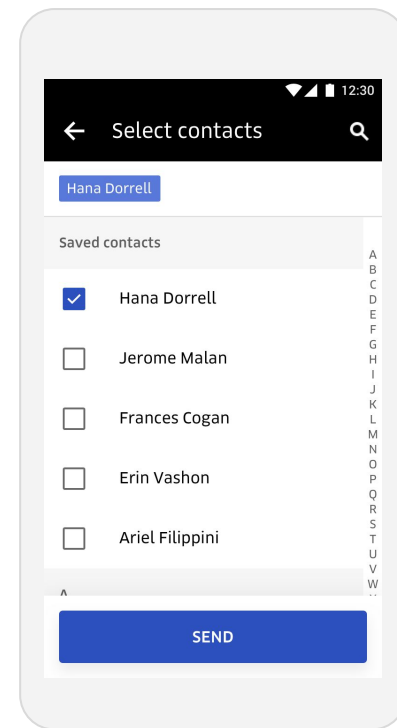 12:30
Select contacts
Hana Dorrell
Saved contacts
Hana Dorrell
Jerome Malan
Frances Cogan
Erin Vashon
Ariel Filippini
A
SEND
A
B
C
D
E
F
G
H
I
J
K
L
M
N
O
P
Q
R
S
T
U
V
W